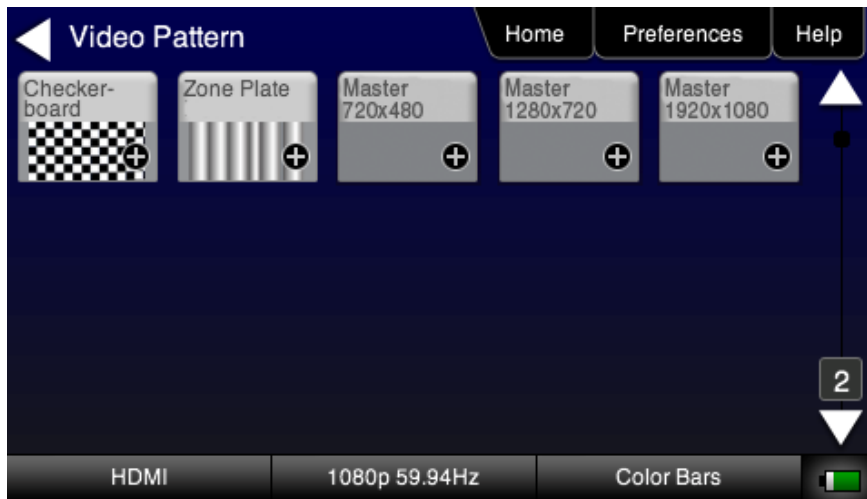 Video Pattern
Home
Preferences
Help
Checker-
board
Zone Plate
Master
720x480
Master
1280x720
Master
1920x1080
2
HDMI
1080p 59.94Hz
Color Bars